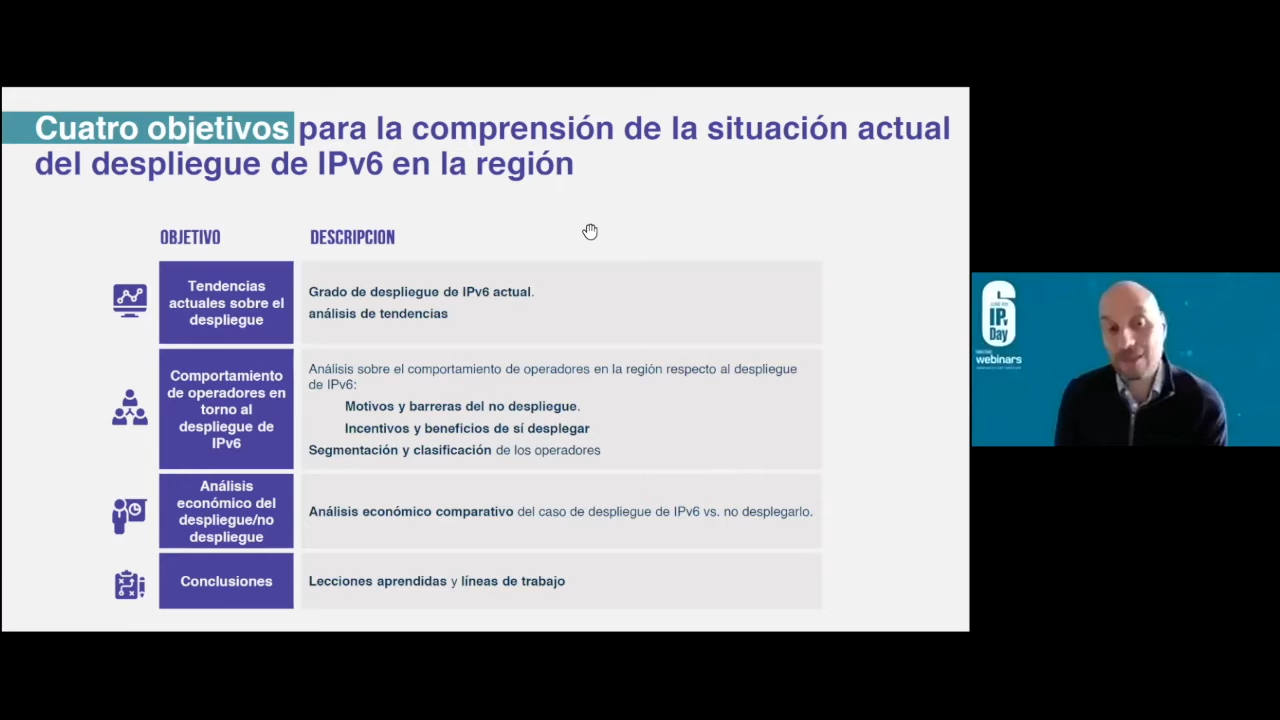 Cuatro objetivos para la comprensión de la situación actual
del despliegue de IPv6 en la región
OBJETIVO
DESCRIPCION
Tendencias
actuales sobre el
despliegue
Grado de despliegue de IPv6 actual.
análisis de tendencias
Comportamiento
de operadores en
torno al
despliegue de
IPv6
Análisis sobre el comportamiento de operadores en la región respecto al despliegue
de IPv6:
Motivos y barreras del no despliegue.
Incentivos y beneficios de sí desplegar
Segmentación y clasificación de los operadores
Análisis
económico del
despliegue/no
despliegue
Análisis económico comparativo del caso de despliegue de IPv6 vs. no desplegarlo.
Conclusiones
Lecciones aprendidas y líneas de trabajo
6
IPv
Day
webinars